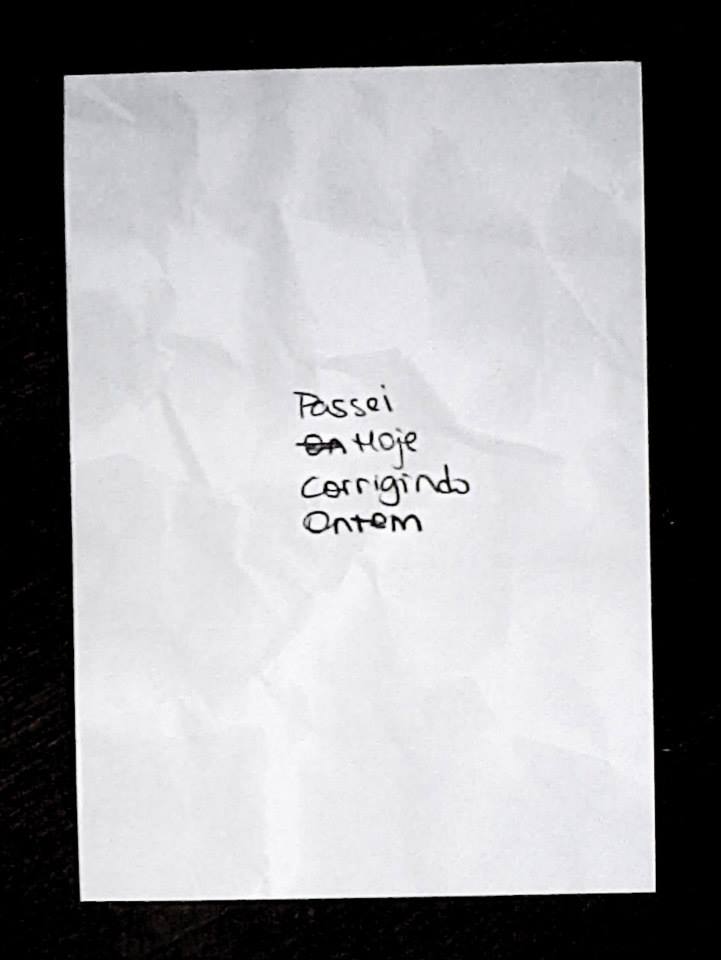 Passei
Hoje
corrigindo
Ontem